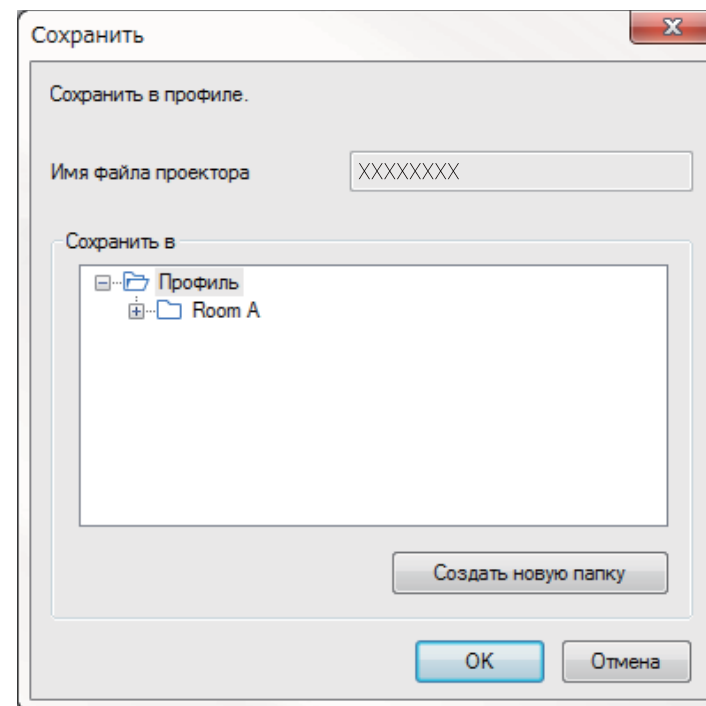 Сохранить
Сохранить в профиле.
Имя файла проектора XXXXXXXX
Сохранить в
Профиль
Room A
Создать новую папку
OK Отмена